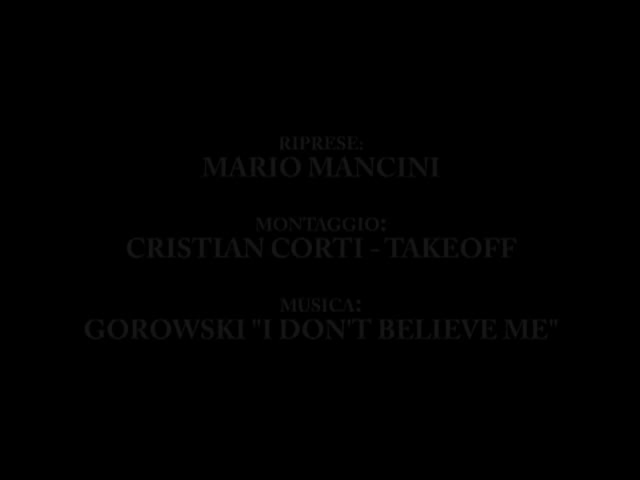 RIPRESE:
MARIO MANCINI
MONTAGGIO:
CRISTIAN CORTI - TAKEOFF
MUSICA:
GOROWSKI "I DON'T BELIEVE ME"